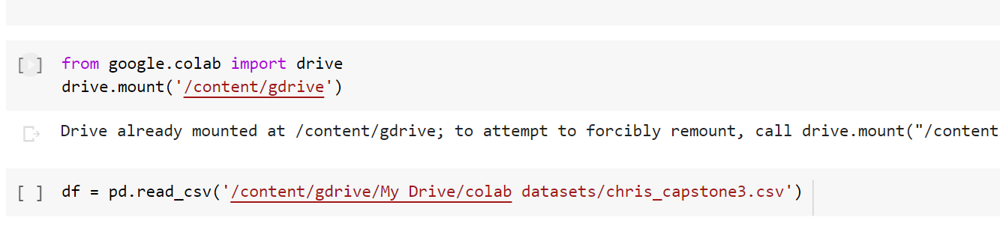 [ ] from google.colab import drive
drive.mount('/content/gdrive')
Drive already mounted at /content/gdrive; to attempt to forcibly remount, call drive.mount("/content
[ ] df = pd.read_csv('/content/gdrive/My Drive/colab datasets/chris_capstone3.csv')